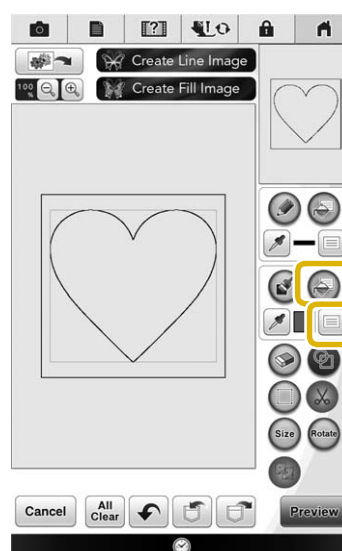 Create Line Image
100 %
Create Fill Image
Size Rotate
Cancel
All Clear
Preview